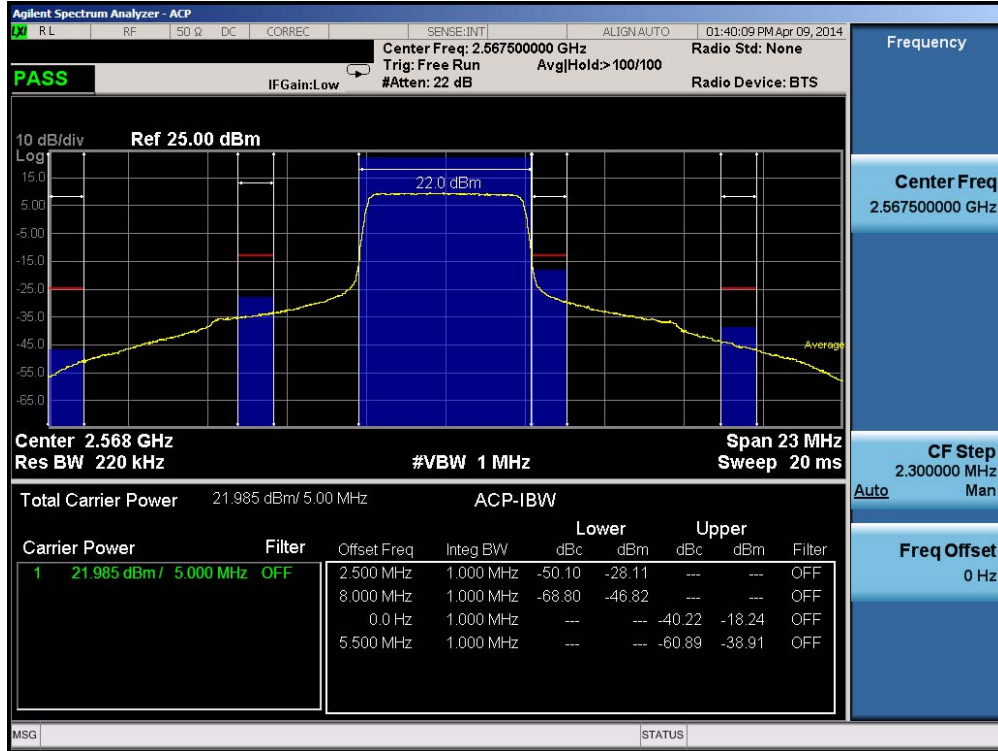 Agilent Spectrum Analyzer - ACP
LXI RL RF 50 Ω DC CORREC SENSE:INT ALIGN AUTO 01:40:09 PM Apr 09, 2014
Center Freq: 2.567500000 GHz Radio Std: None
Trig: Free Run Avg|Hold:> 100/100
PASS IFGain:Low #Atten: 22 dB Radio Device: BTS
10 dB/div Ref 25.00 dBm
Log
15.0
5.00
-5.00
-15.0
-25.0
-35.0
-45.0
-55.0
-65.0
22.0 dBm
Average
Center 2.568 GHz Span 23 MHz
Res BW 220 kHz #VBW 1 MHz Sweep 20 ms
Total Carrier Power 21.985 dBm/ 5.00 MHz ACP-IBW
Lower Upper
Carrier Power Filter Offset Freq Integ BW dBc dBm dBc dBm Filter
1 21.985 dBm / 5.000 MHz OFF 2.500 MHz 1.000 MHz -50.10 -28.11 --- --- OFF
8.000 MHz 1.000 MHz -68.80 -46.82 --- --- OFF
0.0 Hz 1.000 MHz --- --- -40.22 -18.24 OFF
5.500 MHz 1.000 MHz --- --- -60.89 -38.91 OFF
MSG STATUS
Frequency
Center Freq
2.567500000 GHz
CF Step
2.300000 MHz
Auto Man
Freq Offset
0 Hz